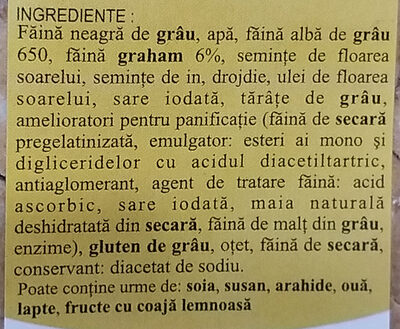 INGREDIENTE :
Făină neagră de grâu, apă, făină albă de grâu
650, făină graham 6%, semințe de floarea
soarelui, semințe de in, drojdie, ulei de floarea
soarelui, sare iodată, tărâțe de grâu,
amelioratori pentru panificație (făină de secară
pregelatinizată, emulgator: esteri ai mono și
digliceridelor cu acidul diacetiltartric,
antiaglomerant, agent de tratare făină: acid
ascorbic, sare iodată, maia naturală
deshidratată din secară, făină de malț din grâu,
enzime), gluten de grâu, oțet, făină de secară,
conservant: diacetat de sodiu.
Poate conține urme de: soia, susan, arahide, ouă,
lapte, fructe cu coajă lemnoasă